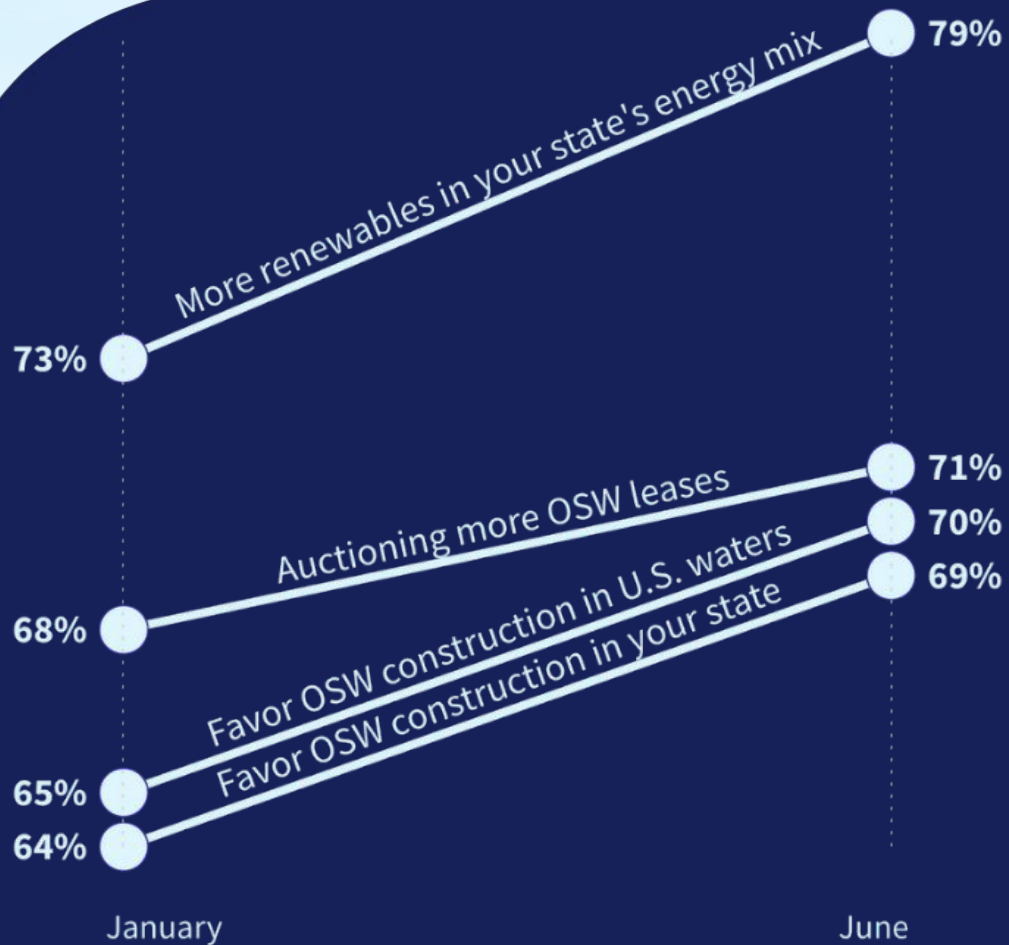 79%
More renewables in your state's energy mix
73%
71%
Auctioning more OSW leases
70%
Favor OSW construction in U.S. waters
69%
Favor OSW construction in your state
68%
65%
64%
January
June